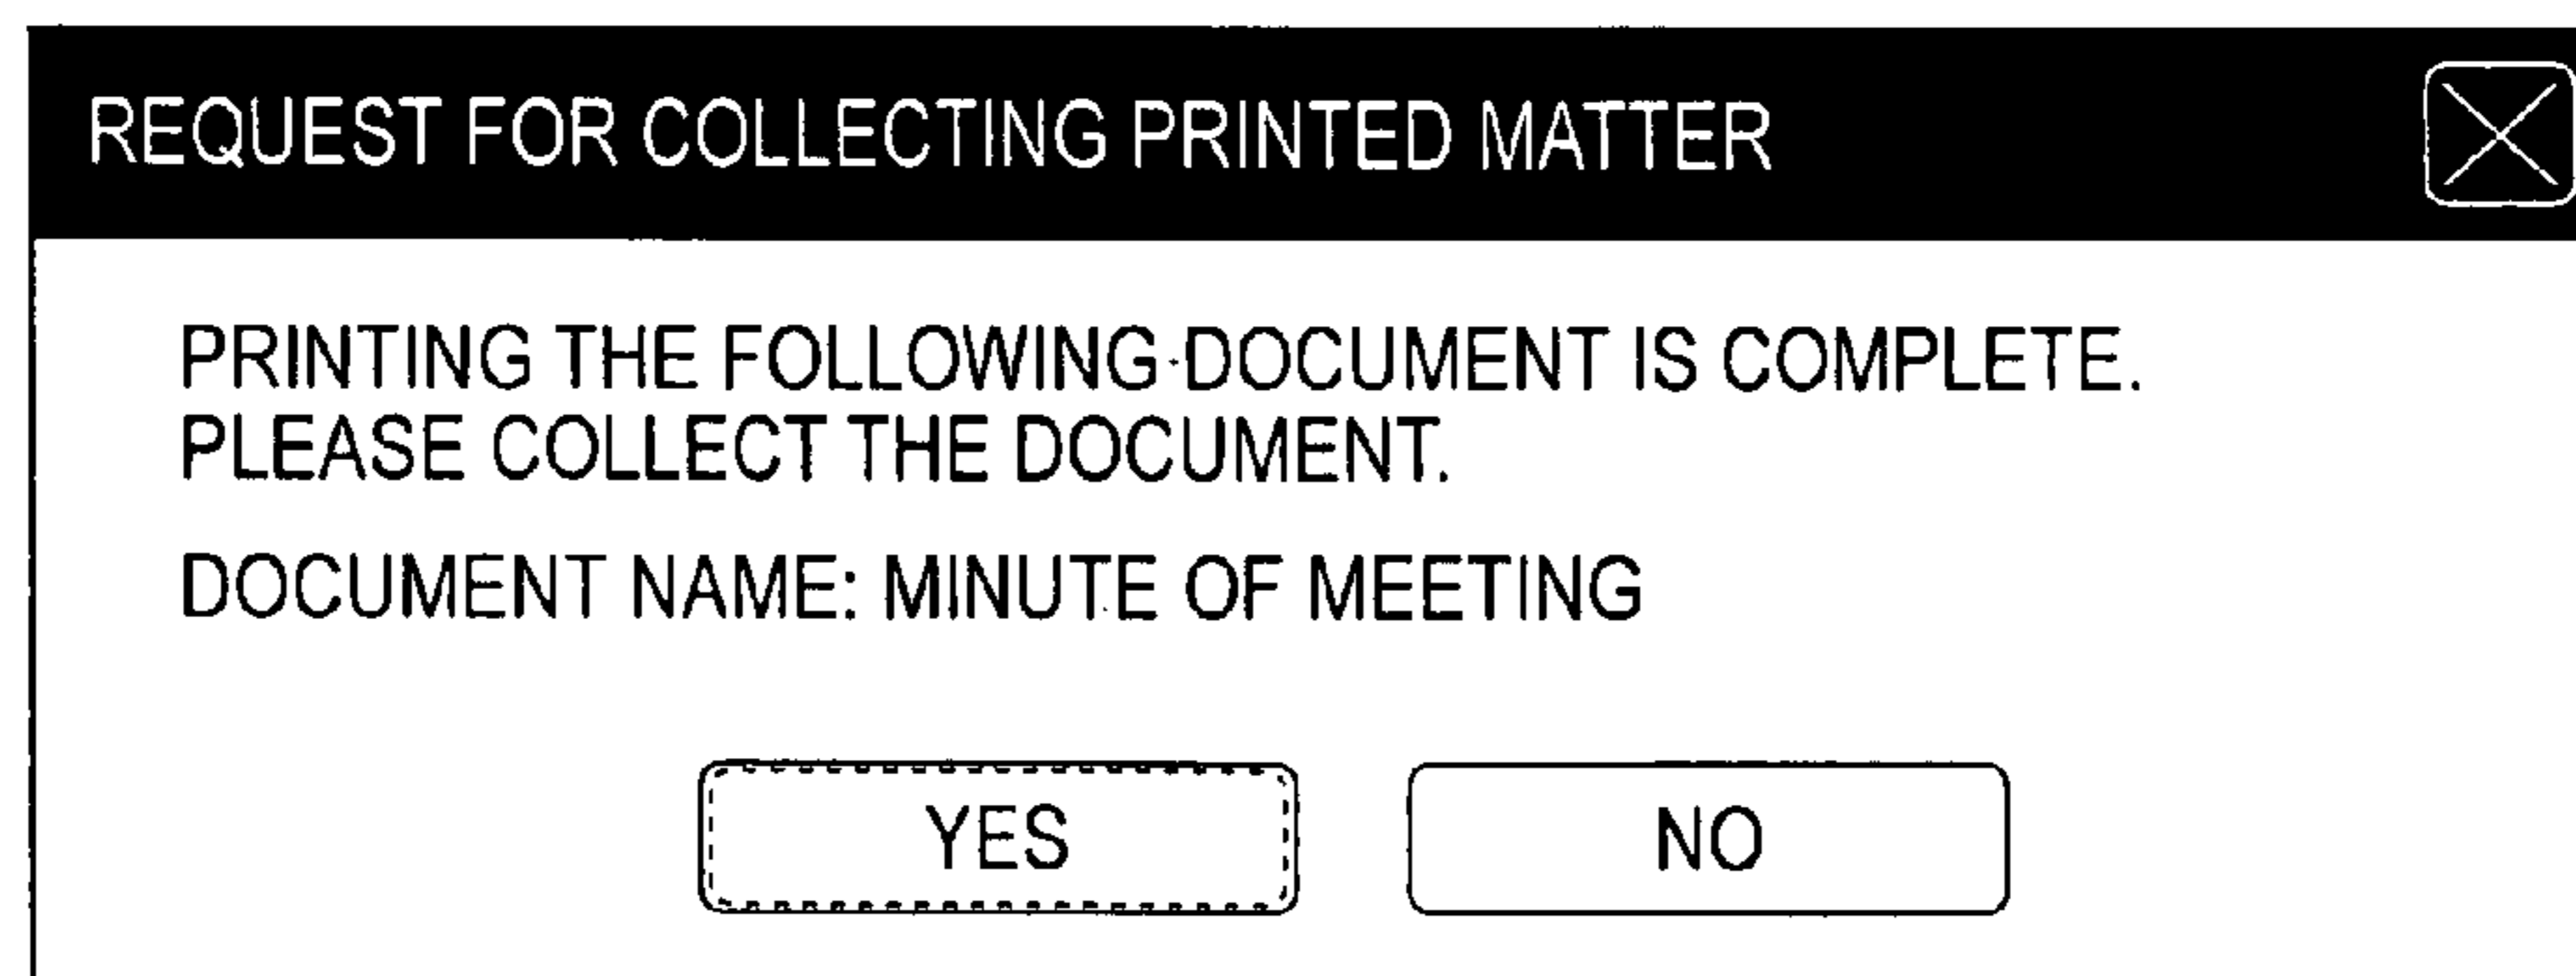 REQUEST FOR COLLECTING PRINTED MATTER
PRINTING THE FOLLOWING DOCUMENT IS COMPLETE.
PLEASE COLLECT THE DOCUMENT.
DOCUMENT NAME: MINUTE OF MEETING
YES NO